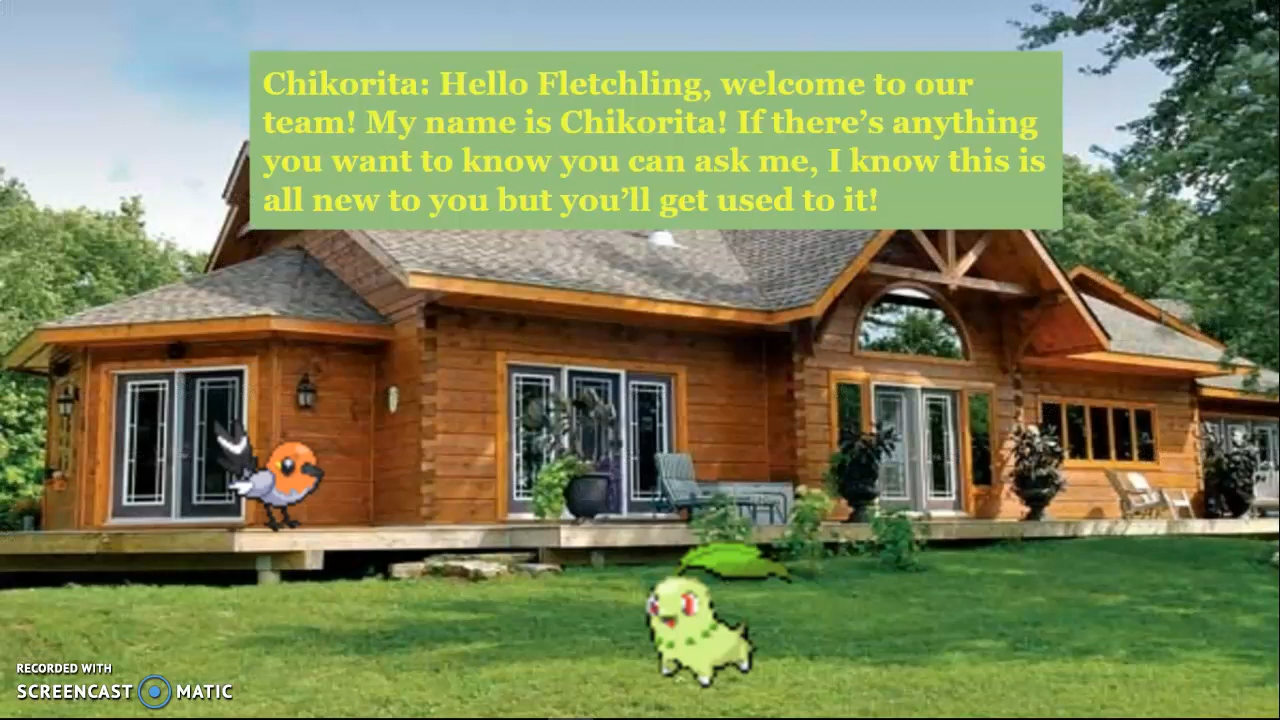 Chikorita: Hello Fletchling, welcome to our
team! My name is Chikorita! If there’s anything
you want to know you can ask me, I know this is
all new to you but you’ll get used to it!
RECORDED WITH
SCREENCAST MATIC